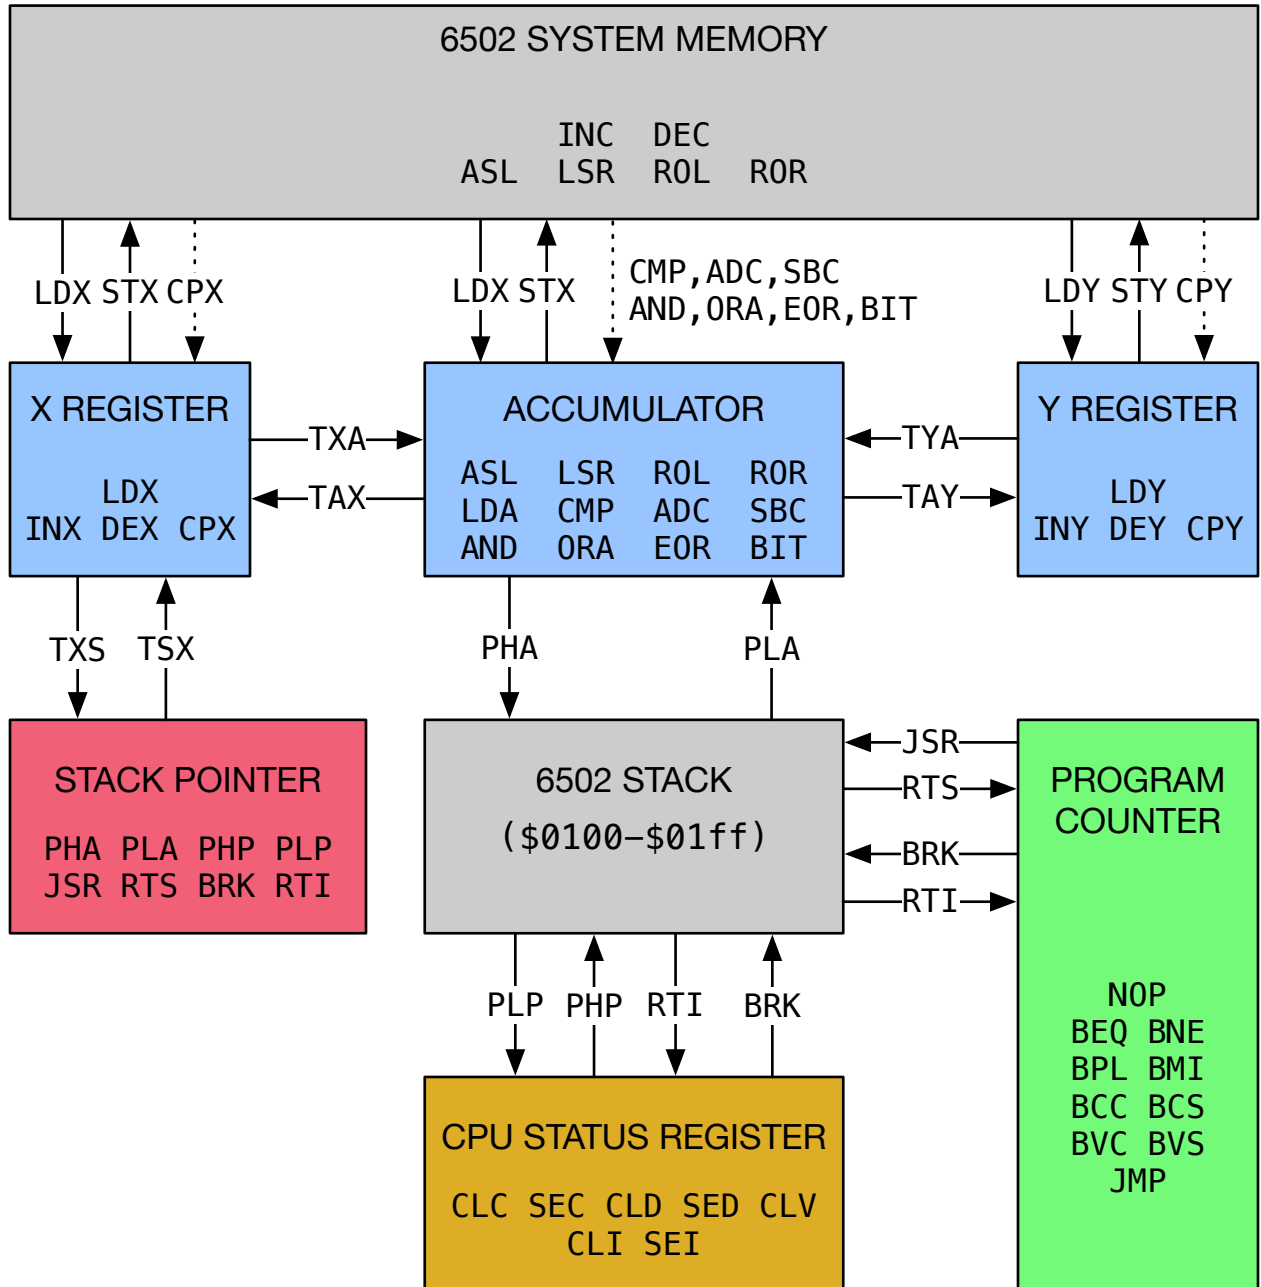 6502 SYSTEM MEMORY
INC DEC
ASL LSR ROL ROR
LDX STX CPX
LDX STX
CMP,ADC,SBC
AND,ORA,EOR,BIT
LDY STY CPY
X REGISTER
LDX
INX DEX CPX
TXA
TAX
ACCUMULATOR
ASL LSR ROL ROR
LDA CMP ADC SBC
AND ORA EOR BIT
TYA
TAY
Y REGISTER
LDY
INY DEY CPY
TXS TSX
PHA
PLA
STACK POINTER
PHA PLA PHP PLP
JSR RTS BRK RTI
6502 STACK
($0100–$01ff)
JSR
RTS
BRK
RTI
PROGRAM
COUNTER
NOP
BEQ BNE
BPL BMI
BCC BCS
BVC BVS
JMP
PLP PHP RTI BRK
CPU STATUS REGISTER
CLC SEC CLD SED CLV
CLI SEI